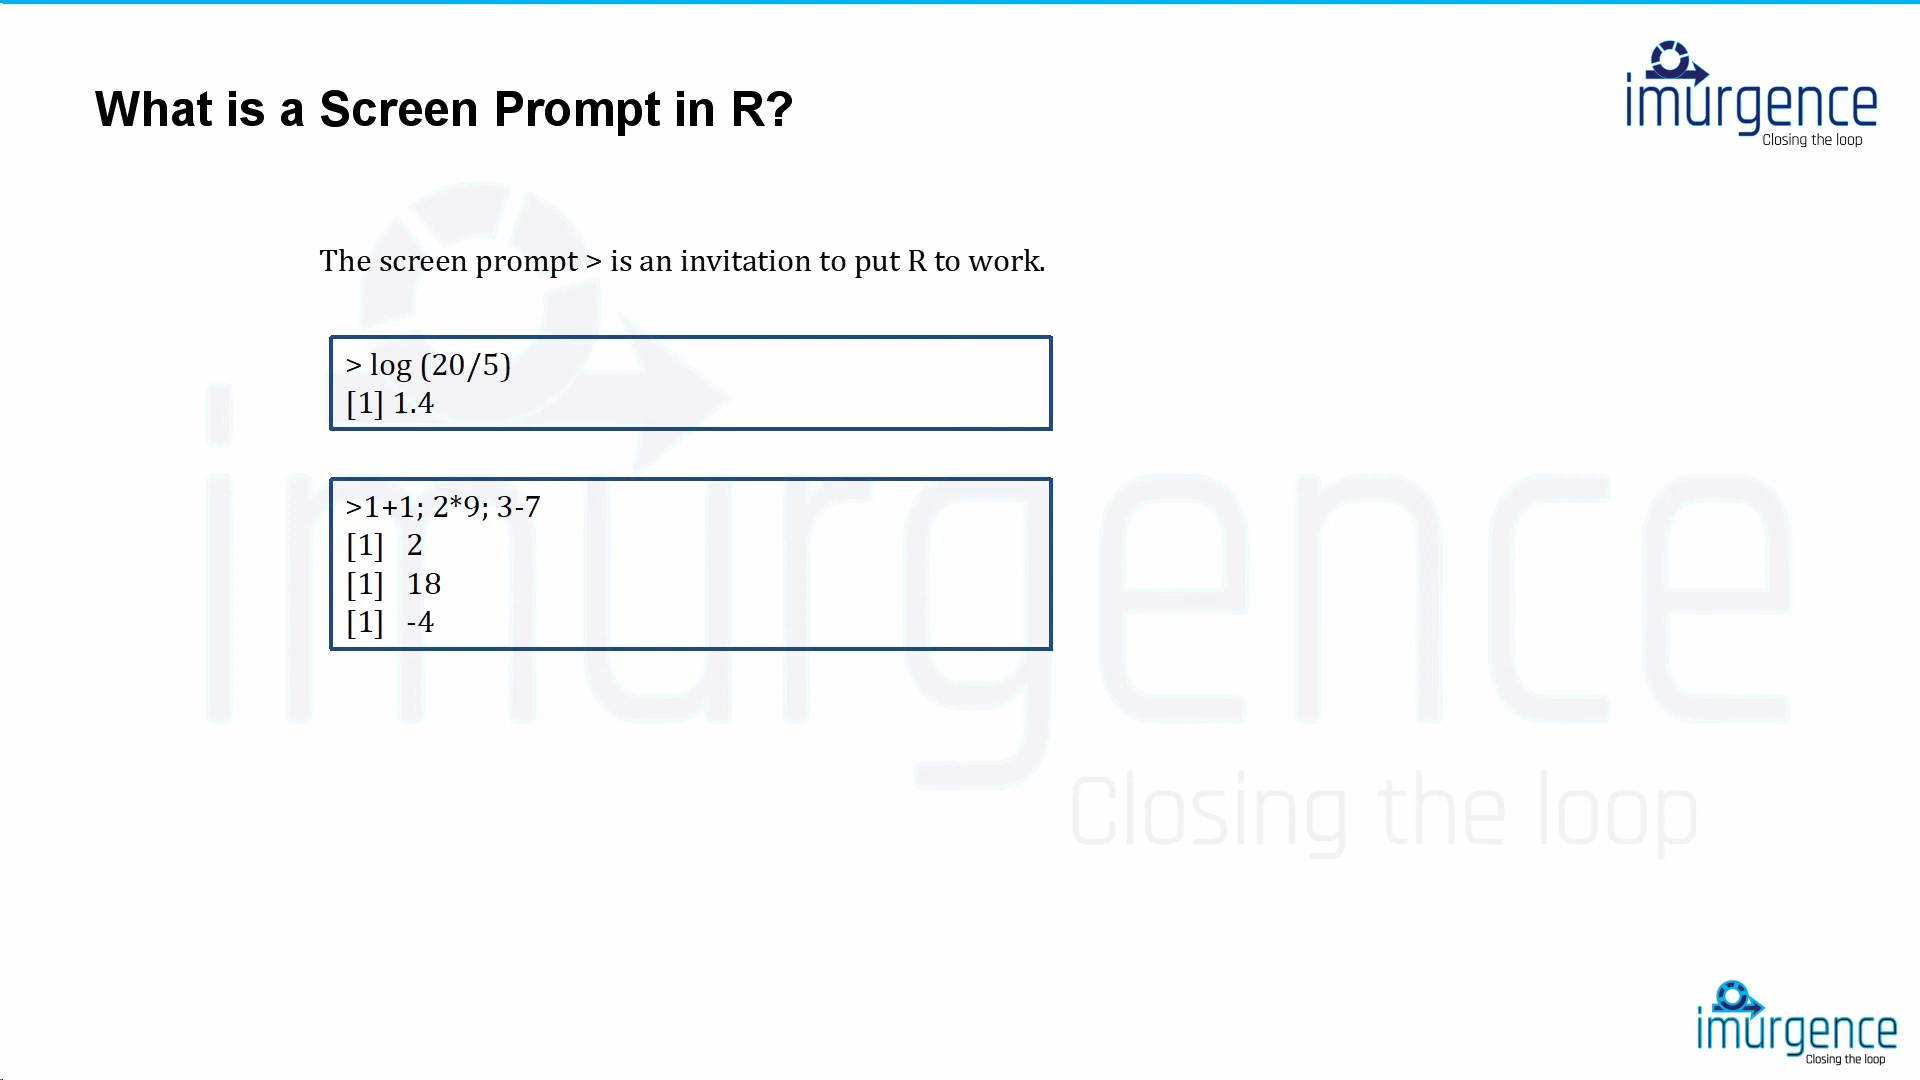 What is a Screen Prompt in R?
imurgence
Closing the loop
The screen prompt > is an invitation to put R to work.
> log (20/5)
[1] 1.4
>1+1; 2*9; 3-7
[1] 2
[1] 18
[1] -4
imurgence
Closing the loop
imurgence
Closing the loop